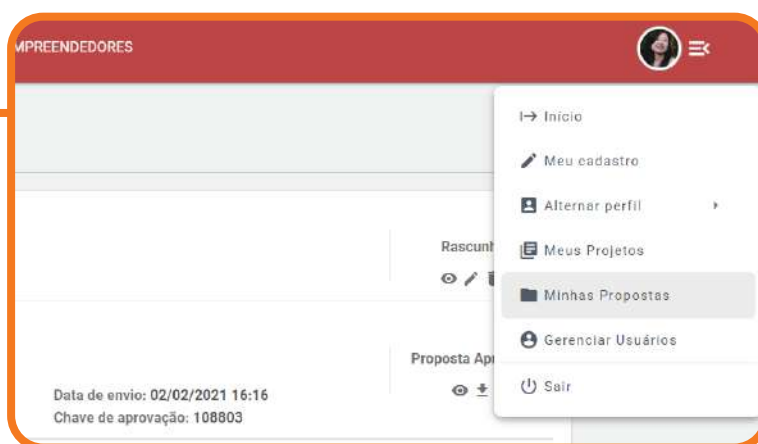 MPREENDEDORES
Início
Meu cadastro
Alternar perfil
Rascunh
Meus Projetos
Minhas Propostas
Gerenciar Usuários
Proposta Apr
Sair
Data de envio: 02/02/2021 16:16
Chave de aprovação: 108803